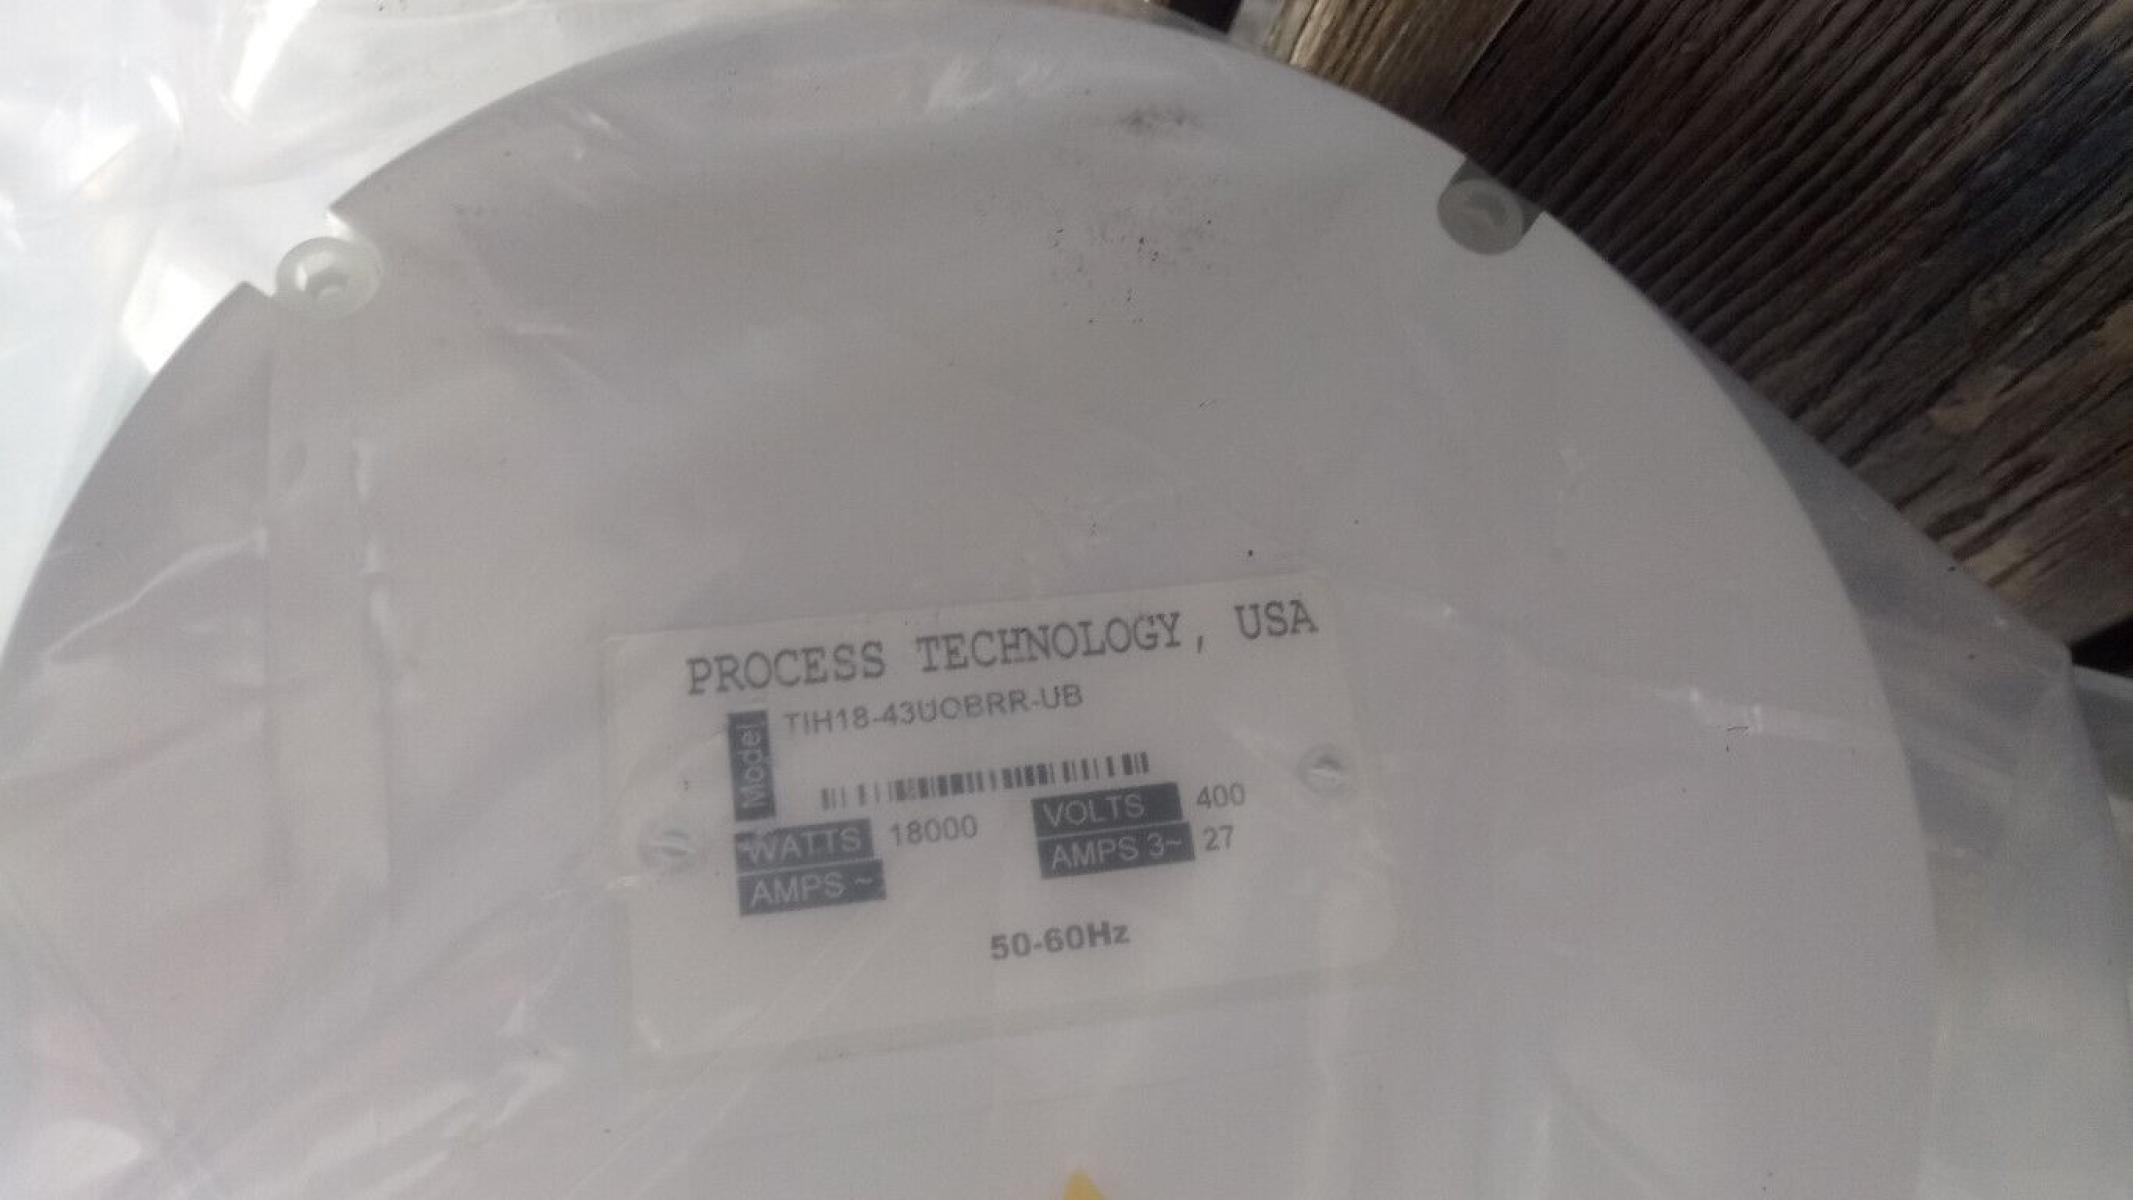 PROCESS TECHNOLOGY, USA
Model TIH18-43UOBRR-UB
WATTS 18000 VOLTS 400
AMPS ~ AMPS 3~ 27
50-60Hz